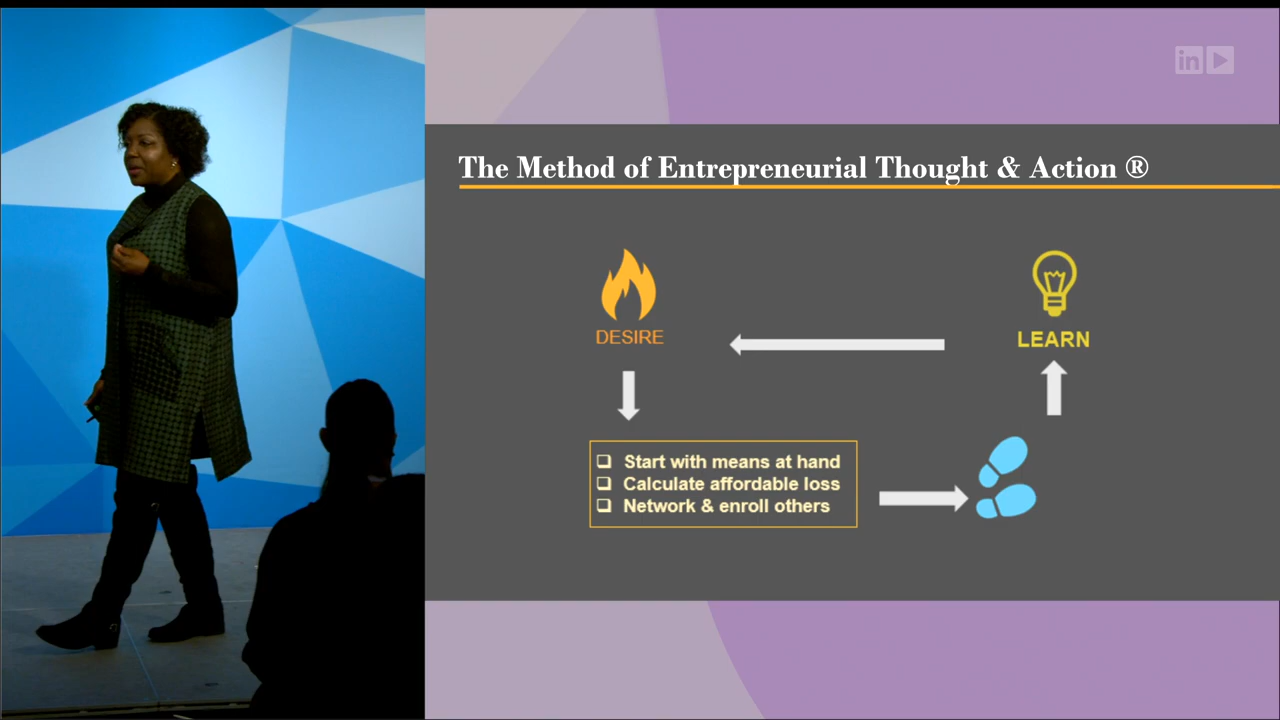 in
The Method of Entrepreneurial Thought & Action ®
DESIRE
LEARN
Start with means at hand
Calculate affordable loss
Network & enroll others